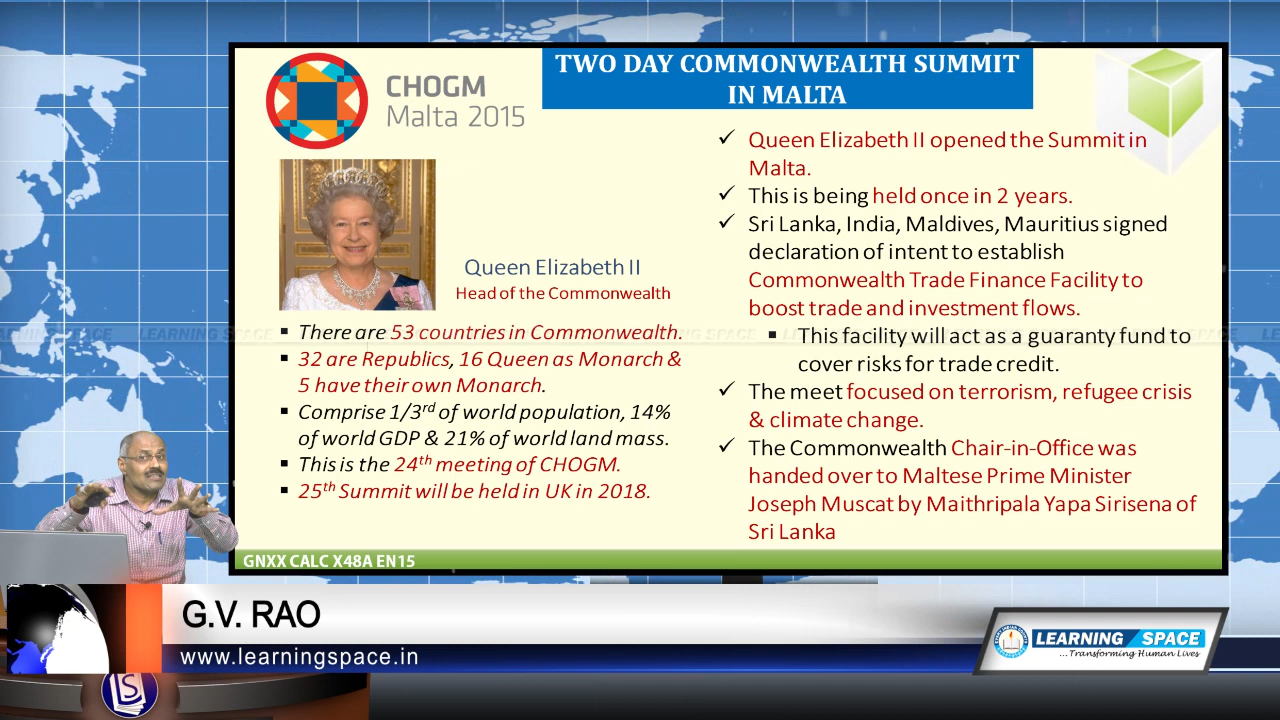 TWO DAY COMMONWEALTH SUMMIT
IN MALTA
CHOGM
Malta 2015
Queen Elizabeth II
Head of the Commonwealth
▪ There are 53 countries in Commonwealth.
▪ 32 are Republics, 16 Queen as Monarch &
5 have their own Monarch.
▪ Comprise 1/3rd of world population, 14%
of world GDP & 21% of world land mass.
▪ This is the 24th meeting of CHOGM.
▪ 25th Summit will be held in UK in 2018.
✓ Queen Elizabeth II opened the Summit in
Malta.
✓ This is being held once in 2 years.
✓ Sri Lanka, India, Maldives, Mauritius signed
declaration of intent to establish
Commonwealth Trade Finance Facility to
boost trade and investment flows.
▪ This facility will act as a guaranty fund to
cover risks for trade credit.
✓ The meet focused on terrorism, refugee crisis
& climate change.
✓ The Commonwealth Chair-in-Office was
handed over to Maltese Prime Minister
Joseph Muscat by Maithripala Yapa Sirisena of
Sri Lanka
LEARNING SPACE
GNXX CALC X48A EN15
G.V. RAO
www.learningspace.in
LEARNING SPACE
...Transforming Human Lives
LS